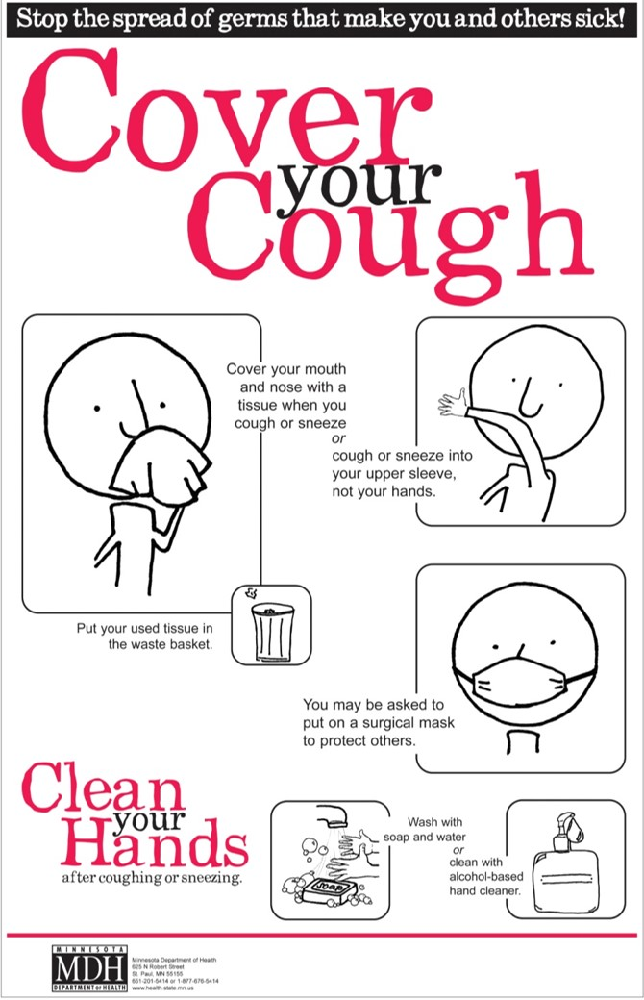 Stop the spread of germs that make you and others sick!
Cover
your
Cough
Cover your mouth
and nose with a
tissue when you
cough or sneeze
or
cough or sneeze into
your upper sleeve,
not your hands.
Put your used tissue in
the waste basket.
You may be asked to
put on a surgical mask
to protect others.
Clean
your
Hands
after coughing or sneezing.
SOAP
Wash with
soap and water
or
clean with
alcohol-based
hand cleaner.
MINNESOTA
MDH
DEPARTMENT of HEALTH
Minnesota Department of Health
625 N Robert Street
St. Paul, MN 55155
651-201-5414 or 1-877-676-5414
www.health.state.mn.us